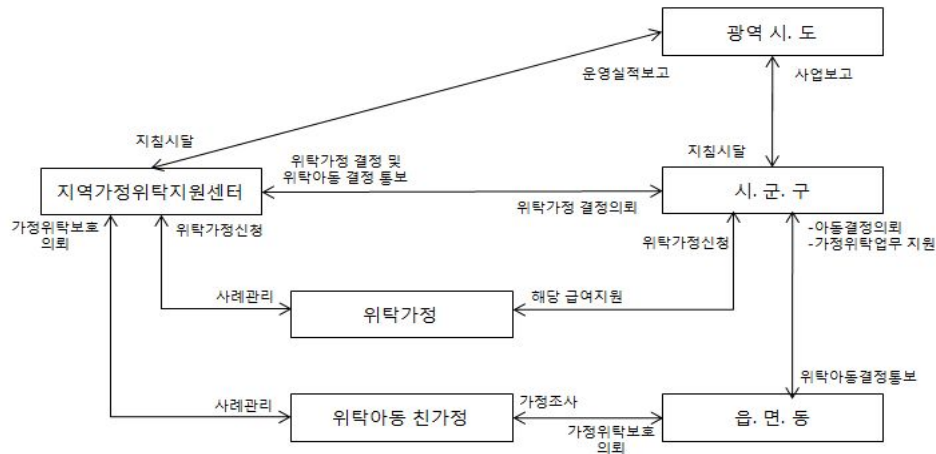 광역 시. 도
운영실적보고
사업보고
지침시달
위탁가정 결정 및
위탁아동 결정 통보
지침시달
지역가정위탁지원센터
시. 군. 구
위탁가정 결정의뢰
가정위탁보호
의뢰
위탁가정신청
위탁가정신청
-아동결정의뢰
-가정위탁업무 지원
사례관리
해당 급여지원
위탁가정
위탁아동결정통보
사례관리
가정조사
위탁아동 친가정
읍. 면. 동
가정위탁보호
의뢰